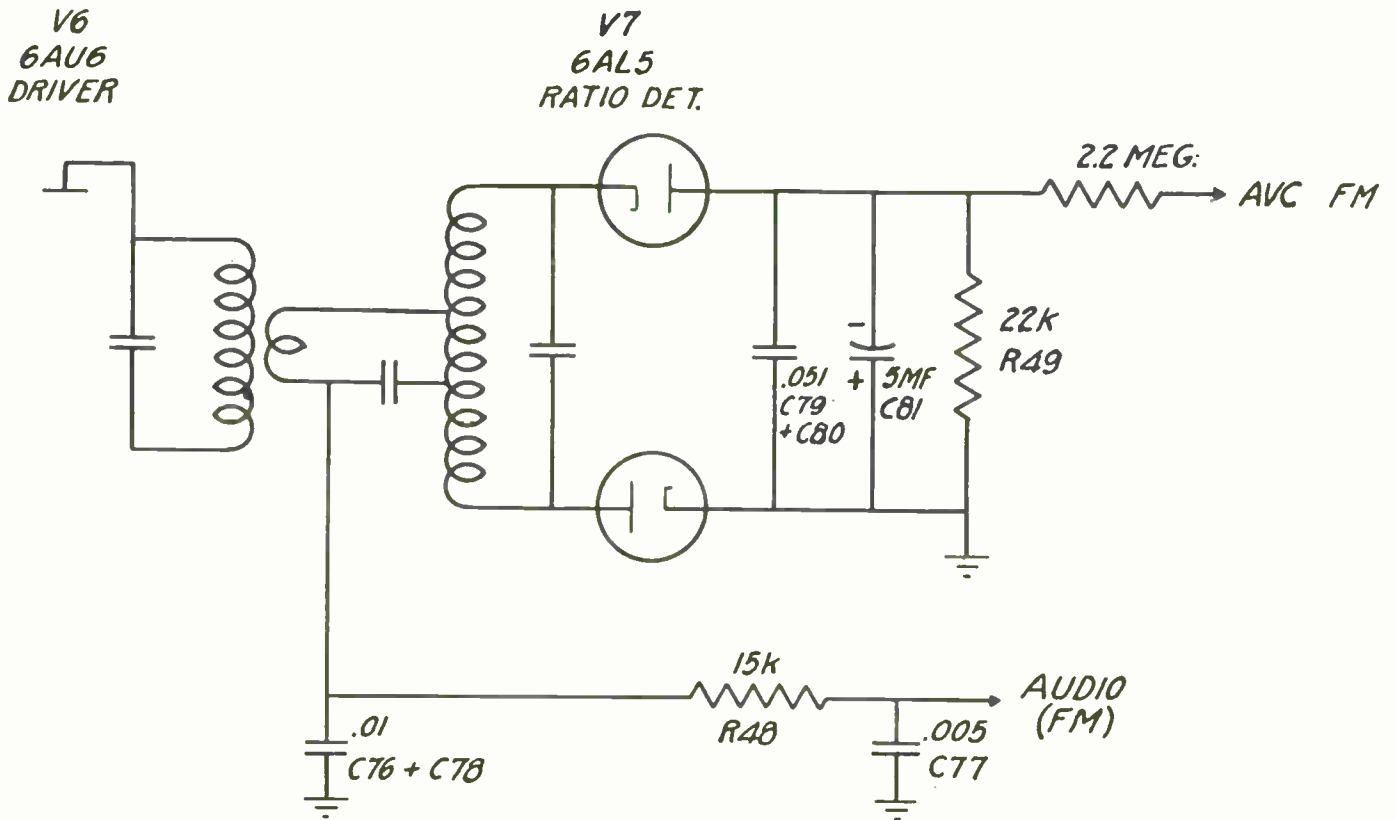 V6
6AU6
DRIVER
V7
6AL5
RATIO DET.
2.2 MEG.
AVC FM
22K
R49
.051
C79
+C80
-
+ 5MF
C81
15K
R48
AUDIO
(FM)
.01
C76 + C78
.005
C77